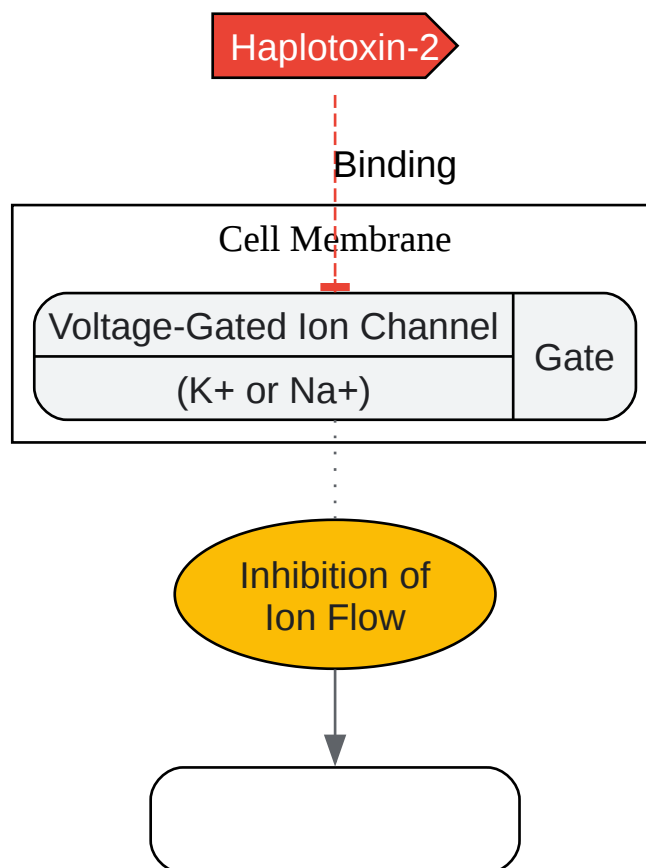 Haplotoxin-2
Binding
Cell Membrane
Voltage-Gated Ion Channel
(K+ or Na+)
Gate
Inhibition of
Ion Flow